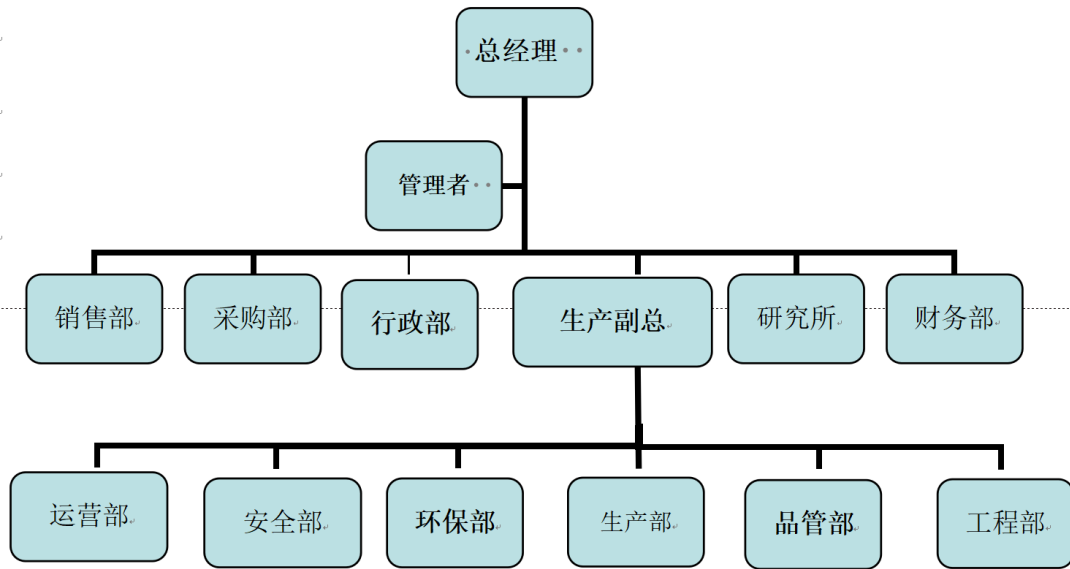 总经理
管理者
销售部
采购部
行政部
生产副总
研究所
财务部
运营部
安全部
环保部
生产部
品管部
工程部